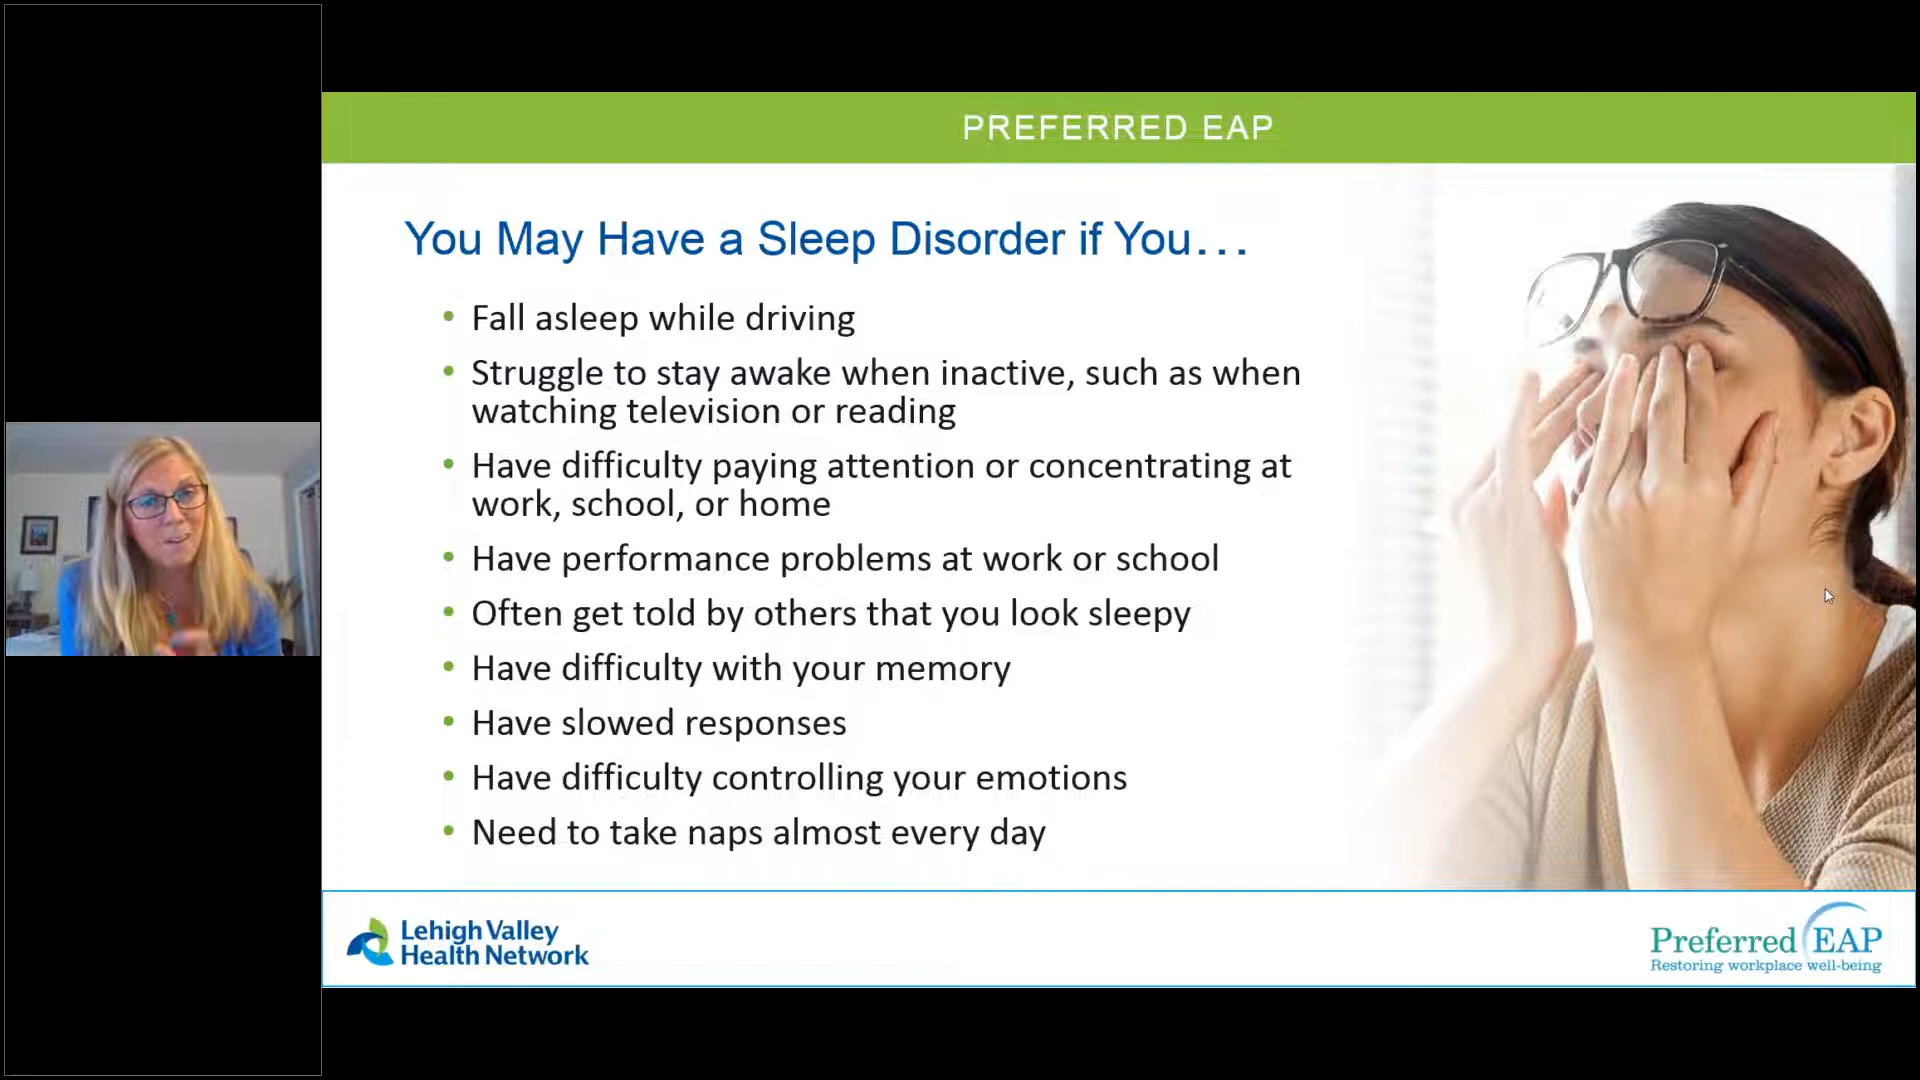 PREFERRED EAP
You May Have a Sleep Disorder if You...
• Fall asleep while driving
• Struggle to stay awake when inactive, such as when
watching television or reading
• Have difficulty paying attention or concentrating at
work, school, or home
• Have performance problems at work or school
• Often get told by others that you look sleepy
• Have difficulty with your memory
• Have slowed responses
• Have difficulty controlling your emotions
• Need to take naps almost every day
Lehigh Valley
Health Network
Preferred EAP
Restoring workplace well-being